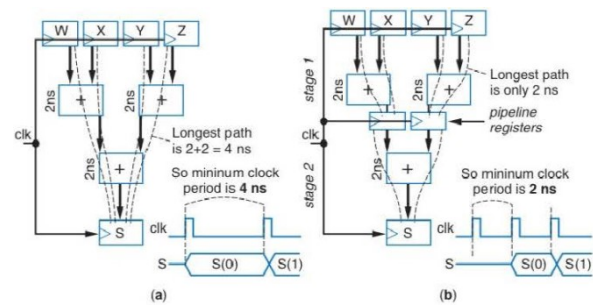 W X Y Z
2ns + 2ns +
Longest path
is 2+2 = 4 ns
clk
2ns +
So mininum clock
period is 4 ns
S
clk
S S(0) S(1)
(a)
W X Y Z
stage 1
2ns + 2ns +
Longest path
is only 2 ns
pipeline
registers
clk
stage 2
2ns +
So mininum clock
period is 2 ns
S
clk
S S(0) S(1)
(b)